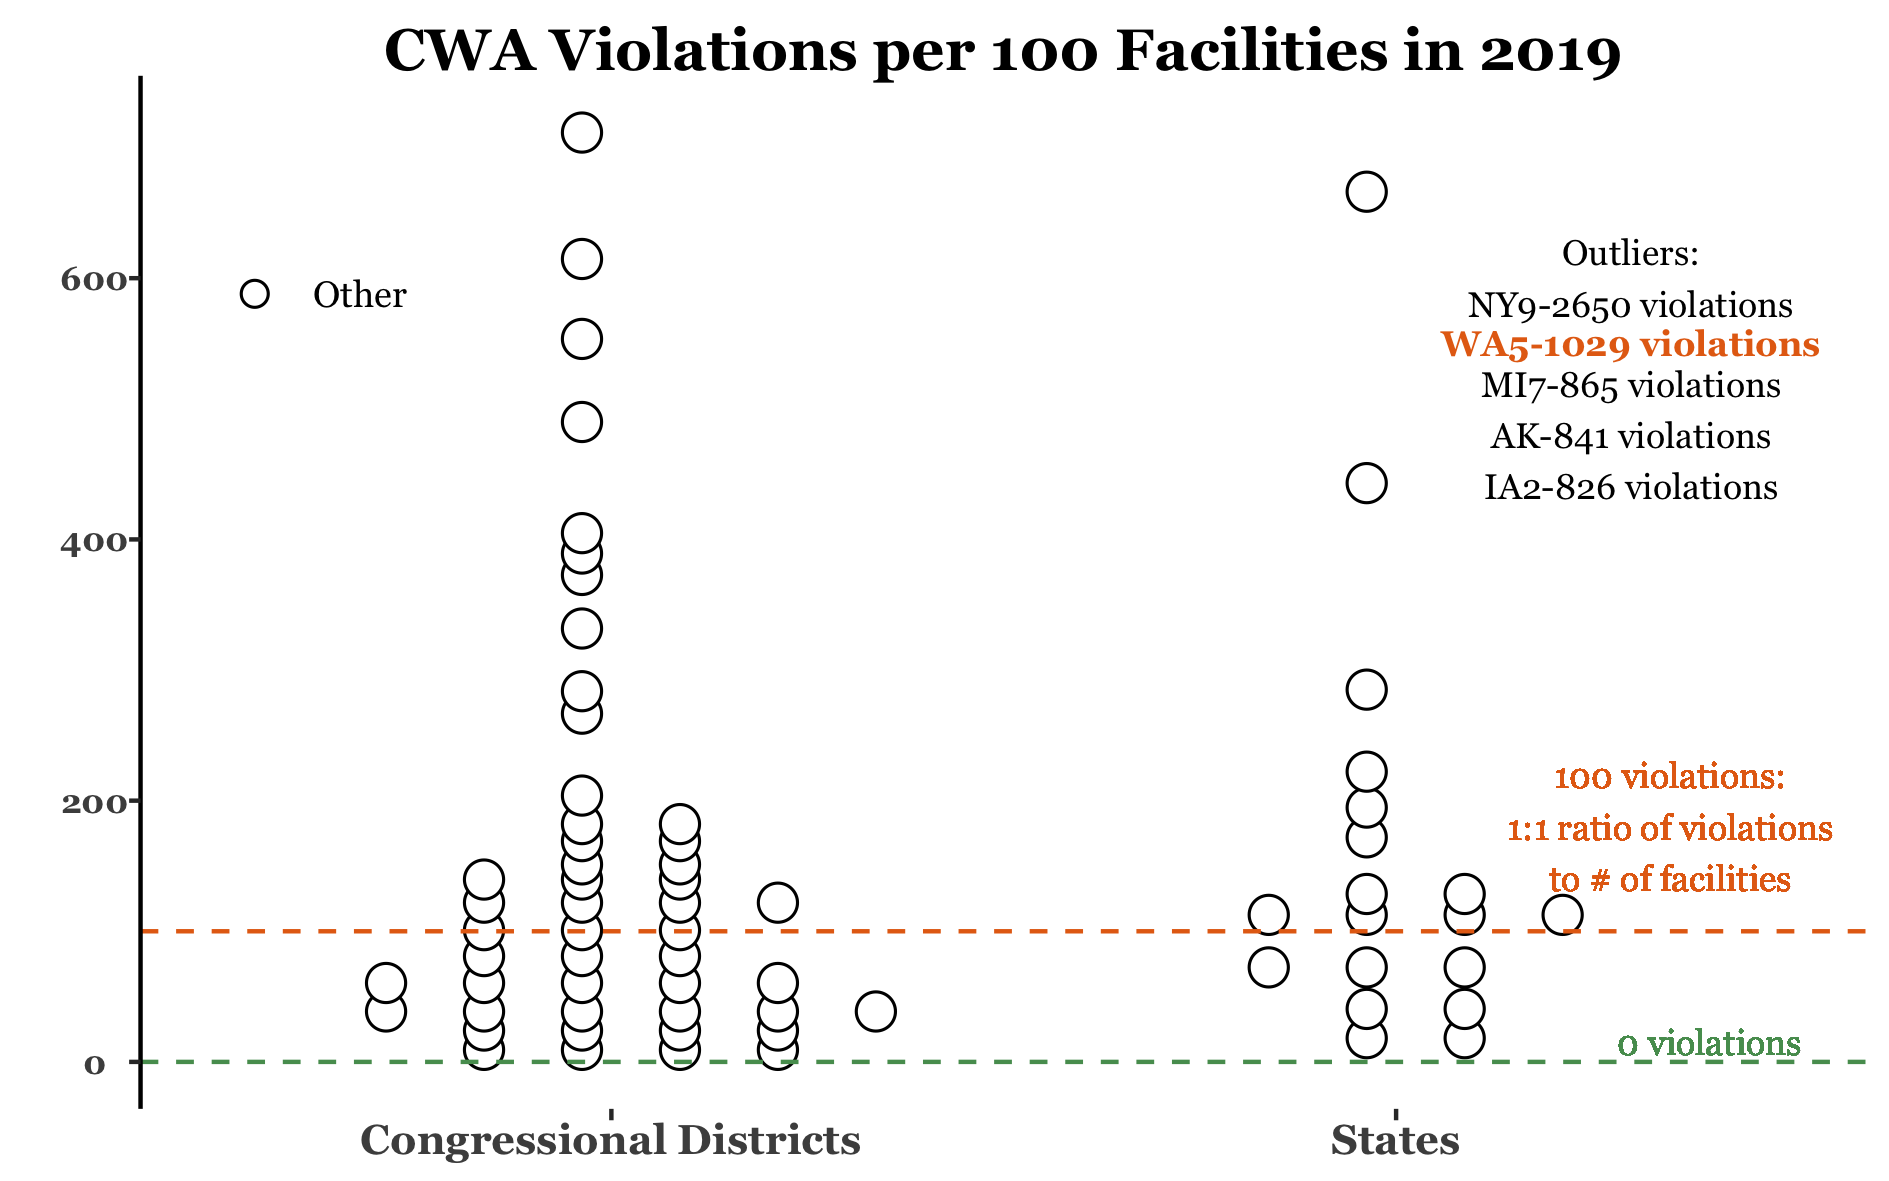 CWA Violations per 100 Facilities in 2019
600
Other
Outliers:
NY9-2650 violations
WA5-1029 violations
MI7-865 violations
AK-841 violations
IA2-826 violations
400
200
100 violations:
1:1 ratio of violations
to # of facilities
0
0 violations
Congressional Districts
States